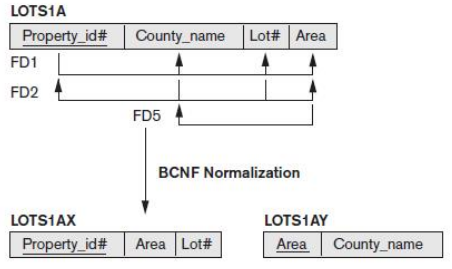 LOTS1A
Property_id# County_name Lot# Area
FD1
FD2
FD5
BCNF Normalization
LOTS1AX LOTS1AY
Property_id# Area Lot# Area County_name